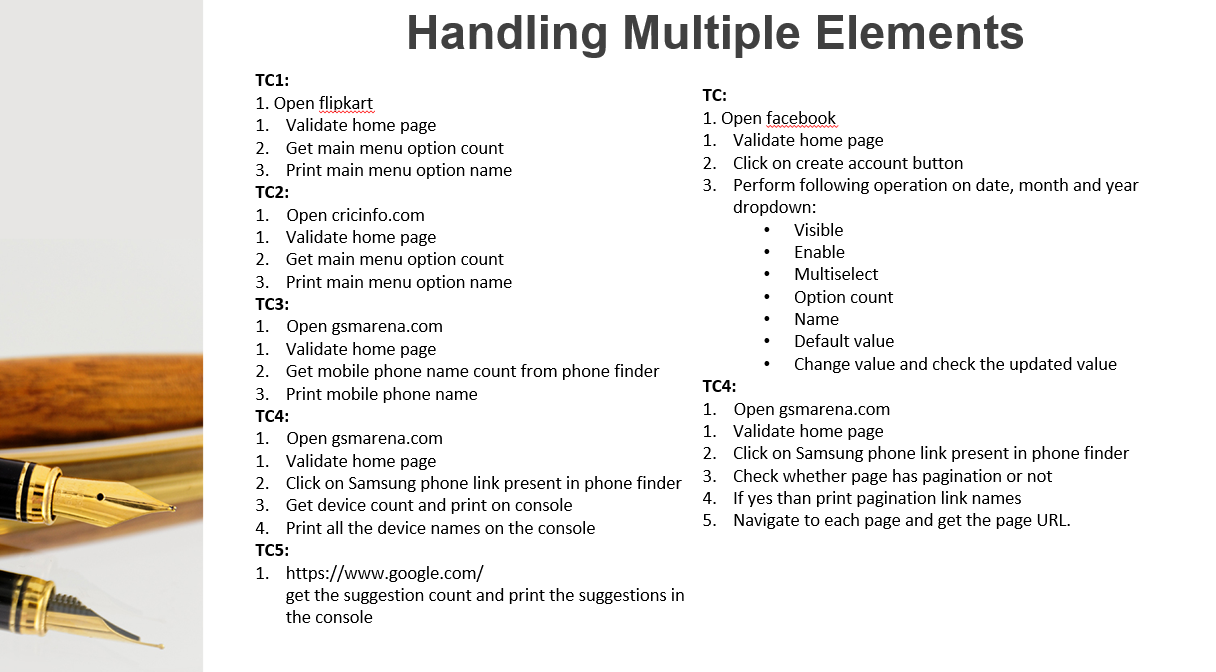 Handling Multiple Elements
TC1:
1. Open flipkart
1. Validate home page
2. Get main menu option count
3. Print main menu option name
TC2:
1. Open cricinfo.com
1. Validate home page
2. Get main menu option count
3. Print main menu option name
TC3:
1. Open gsmarena.com
1. Validate home page
2. Get mobile phone name count from phone finder
3. Print mobile phone name
TC4:
1. Open gsmarena.com
1. Validate home page
2. Click on Samsung phone link present in phone finder
3. Get device count and print on console
4. Print all the device names on the console
TC5:
1. https://www.google.com/
get the suggestion count and print the suggestions in
the console
TC:
1. Open facebook
1. Validate home page
2. Click on create account button
3. Perform following operation on date, month and year
dropdown:
• Visible
• Enable
• Multiselect
• Option count
• Name
• Default value
• Change value and check the updated value
TC4:
1. Open gsmarena.com
1. Validate home page
2. Click on Samsung phone link present in phone finder
3. Check whether page has pagination or not
4. If yes than print pagination link names
5. Navigate to each page and get the page URL.